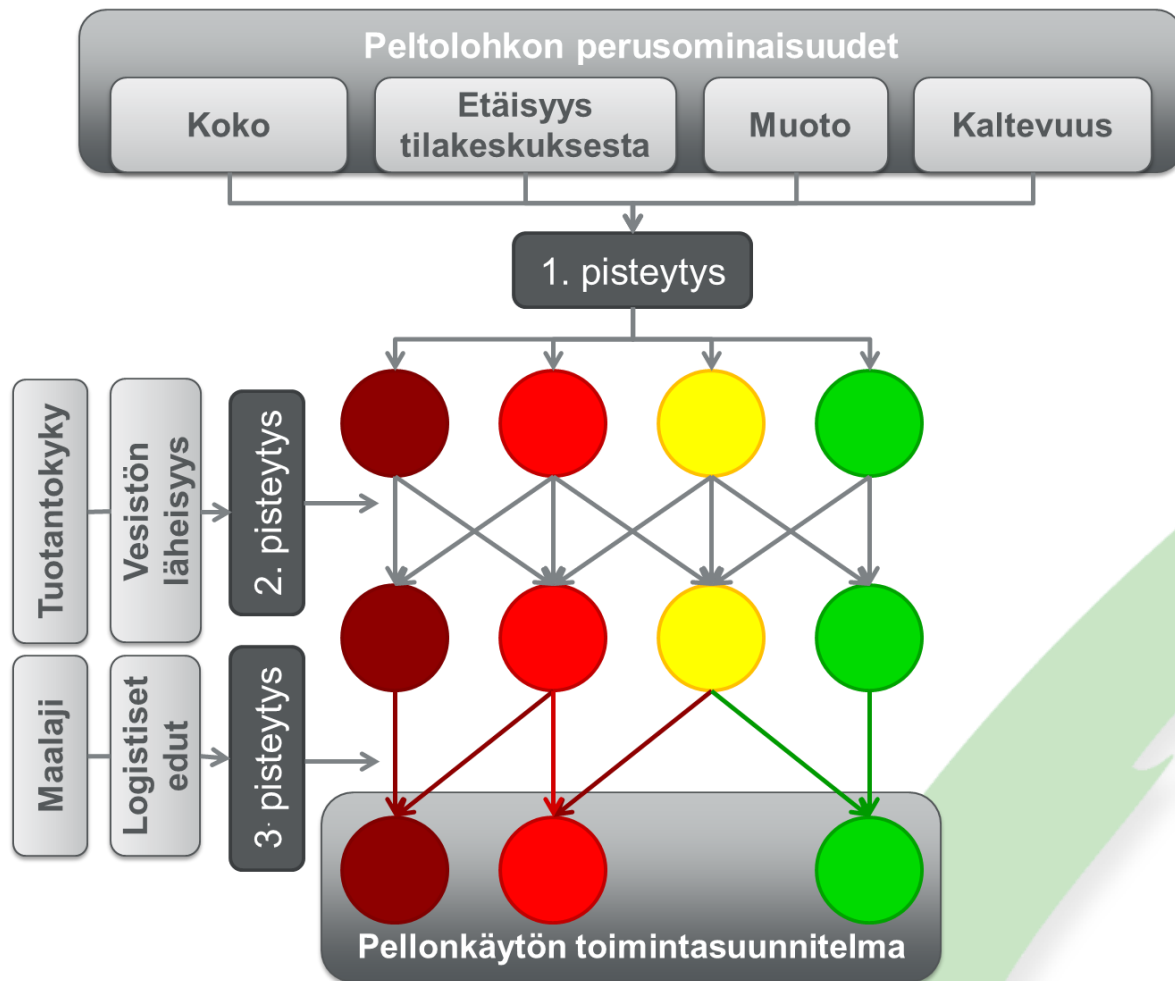 Peltolohkon perusominaisuudet
Koko
Etäisyys
tilakeskuksesta
Muoto
Kaltevuus
1. pisteytys
Tuotantokyky
Vesistön
läheisyys
2. pisteytys
Maalaji
Logistiset
edut
3. pisteytys
Pellonkäytön toimintasuunnitelma